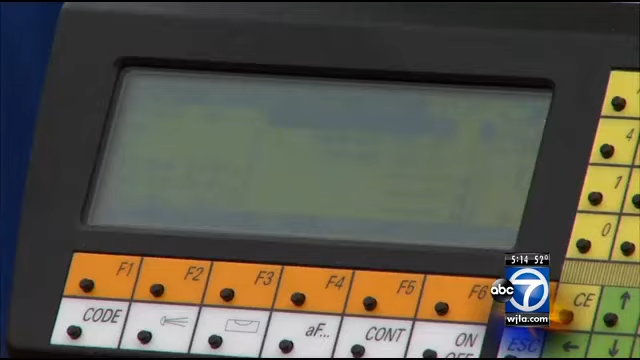 4
1
0
F1 F2 F3 F4 F5 F6
CODE aF... CONT ON OFF
CE
ESC
5:14 52°
abc 7
wjla.com